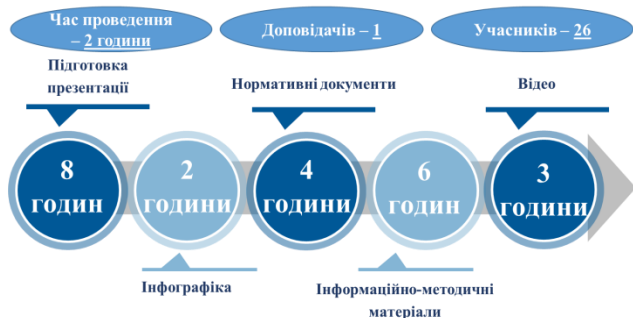 Час проведення
– 2 години
Доповідачів – 1
Учасників – 26
Підготовка
презентації
Нормативні документи
Відео
8
годин
2
години
4
години
6
годин
3
години
Інфографіка
Інформаційно-методичні
матеріали